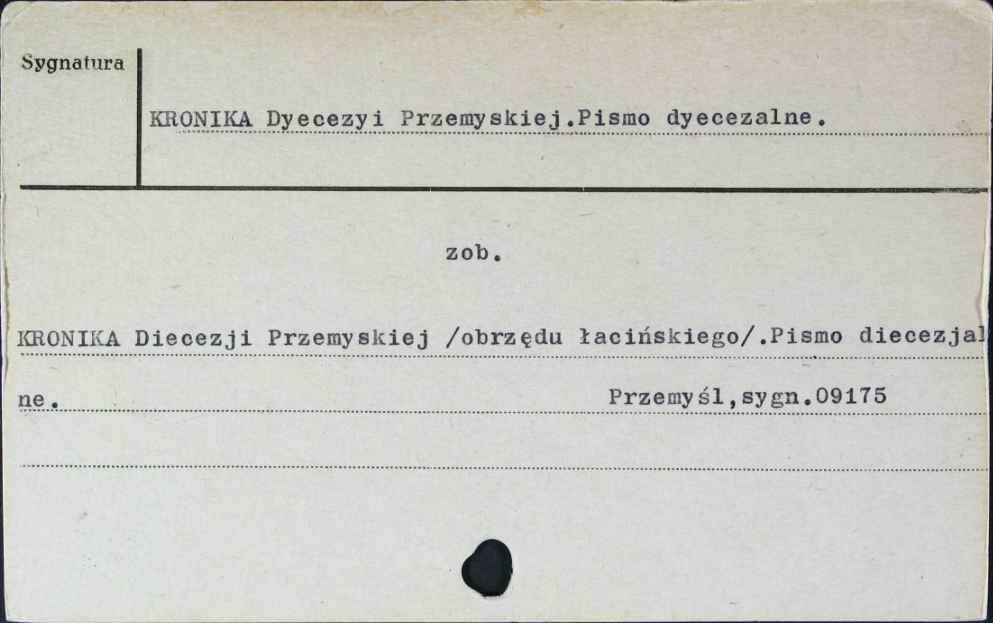 Sygnatura
KRONIKA Dyecezyi Przemyskiej.Pismo dyecezalne.
zob.
KRONIKA Diecezji Przemyskiej /obrzędu łacińskiego/.Pismo diecezjal
ne. Przemyśl,sygn.09175